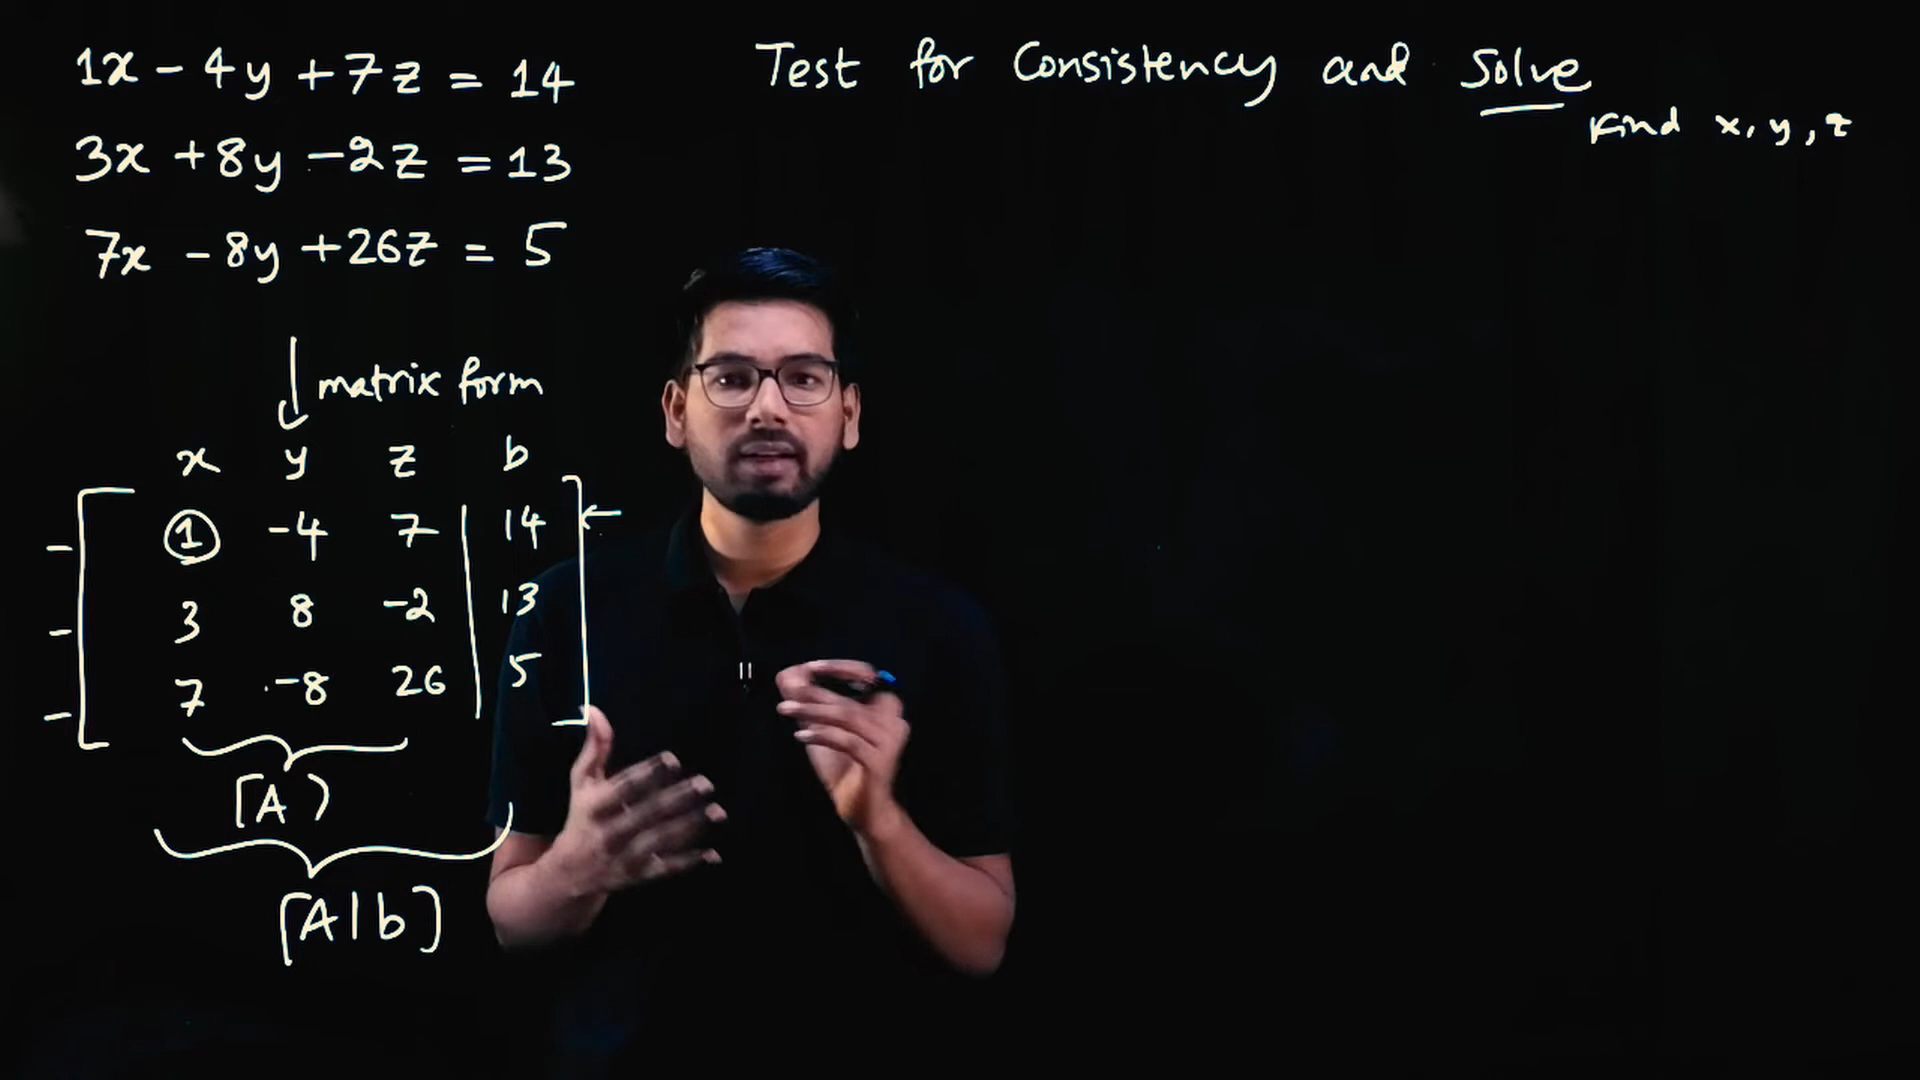 1x - 4y + 7z = 14
3x + 8y - 2z = 13
7x - 8y + 26z = 5
Test for Consistency and Solve
Find x, y, z
↓ matrix form
x y z b
1 -4 7 | 14 ←
3 8 -2 | 13
7 -8 26 | 5
[A]
[A|b]